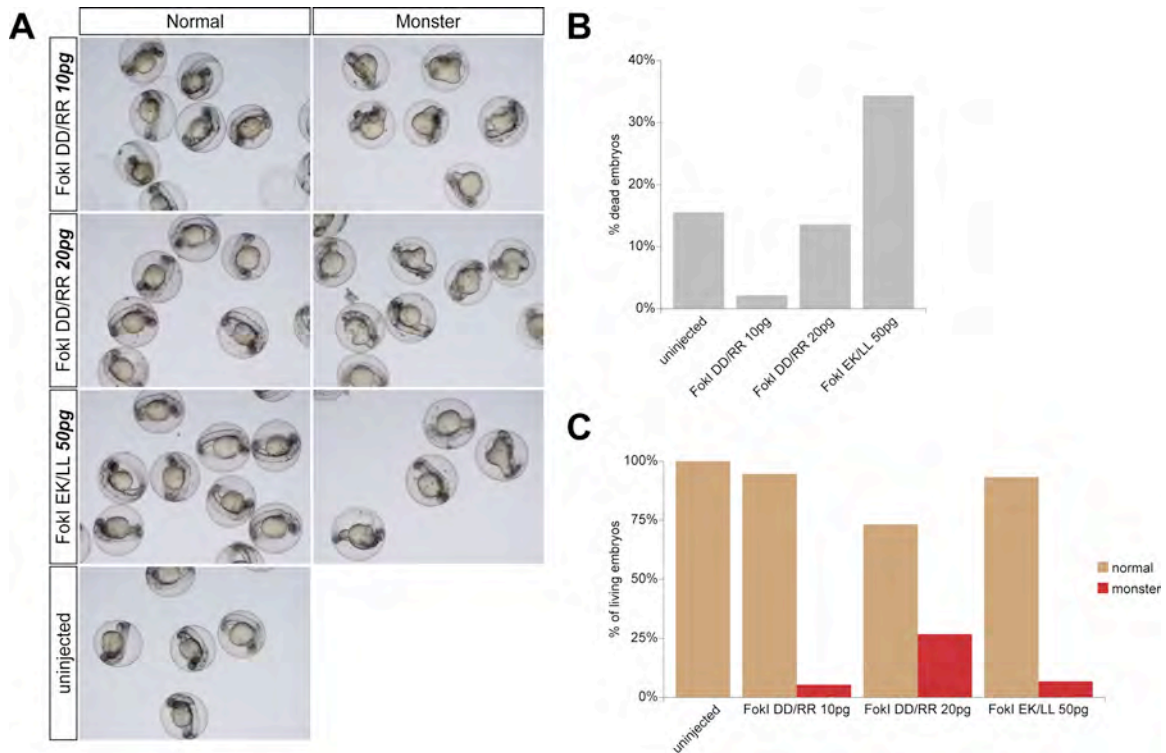 A
Normal
Monster
FokI DD/RR 10pg
FokI DD/RR 20pg
FokI EK/LL 50pg
uninjected
B
% dead embryos
40%
30%
20%
10%
0%
uninjected
FokI DD/RR 10pg
FokI DD/RR 20pg
FokI EK/LL 50pg
C
% of living embryos
100%
75%
50%
25%
0%
uninjected
FokI DD/RR 10pg
FokI DD/RR 20pg
FokI EK/LL 50pg
normal
monster